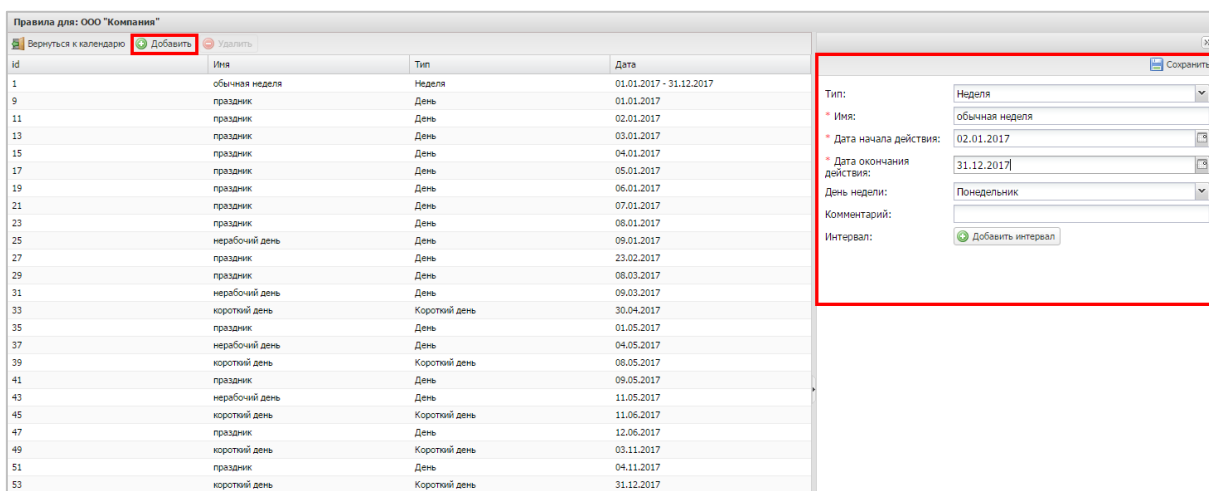 Правила для: ООО "Компания"
Вернуться к календарю Добавить Удалить
id Имя Тип Дата
1 обычная неделя Неделя 01.01.2017 - 31.12.2017
9 праздник День 01.01.2017
11 праздник День 02.01.2017
13 праздник День 03.01.2017
15 праздник День 04.01.2017
17 праздник День 05.01.2017
19 праздник День 06.01.2017
21 праздник День 07.01.2017
23 праздник День 08.01.2017
25 нерабочий день День 09.01.2017
27 праздник День 23.02.2017
29 праздник День 08.03.2017
31 нерабочий день День 09.03.2017
33 короткий день Короткий день 30.04.2017
35 праздник День 01.05.2017
37 нерабочий день День 04.05.2017
39 короткий день Короткий день 08.05.2017
41 праздник День 09.05.2017
43 нерабочий день День 11.05.2017
45 короткий день Короткий день 11.06.2017
47 праздник День 12.06.2017
49 короткий день Короткий день 03.11.2017
51 праздник День 04.11.2017
53 короткий день Короткий день 31.12.2017
Сохранить
Тип: Неделя
* Имя: обычная неделя
* Дата начала действия: 02.01.2017
* Дата окончания
действия: 31.12.2017
День недели: Понедельник
Комментарий:
Интервал: Добавить интервал